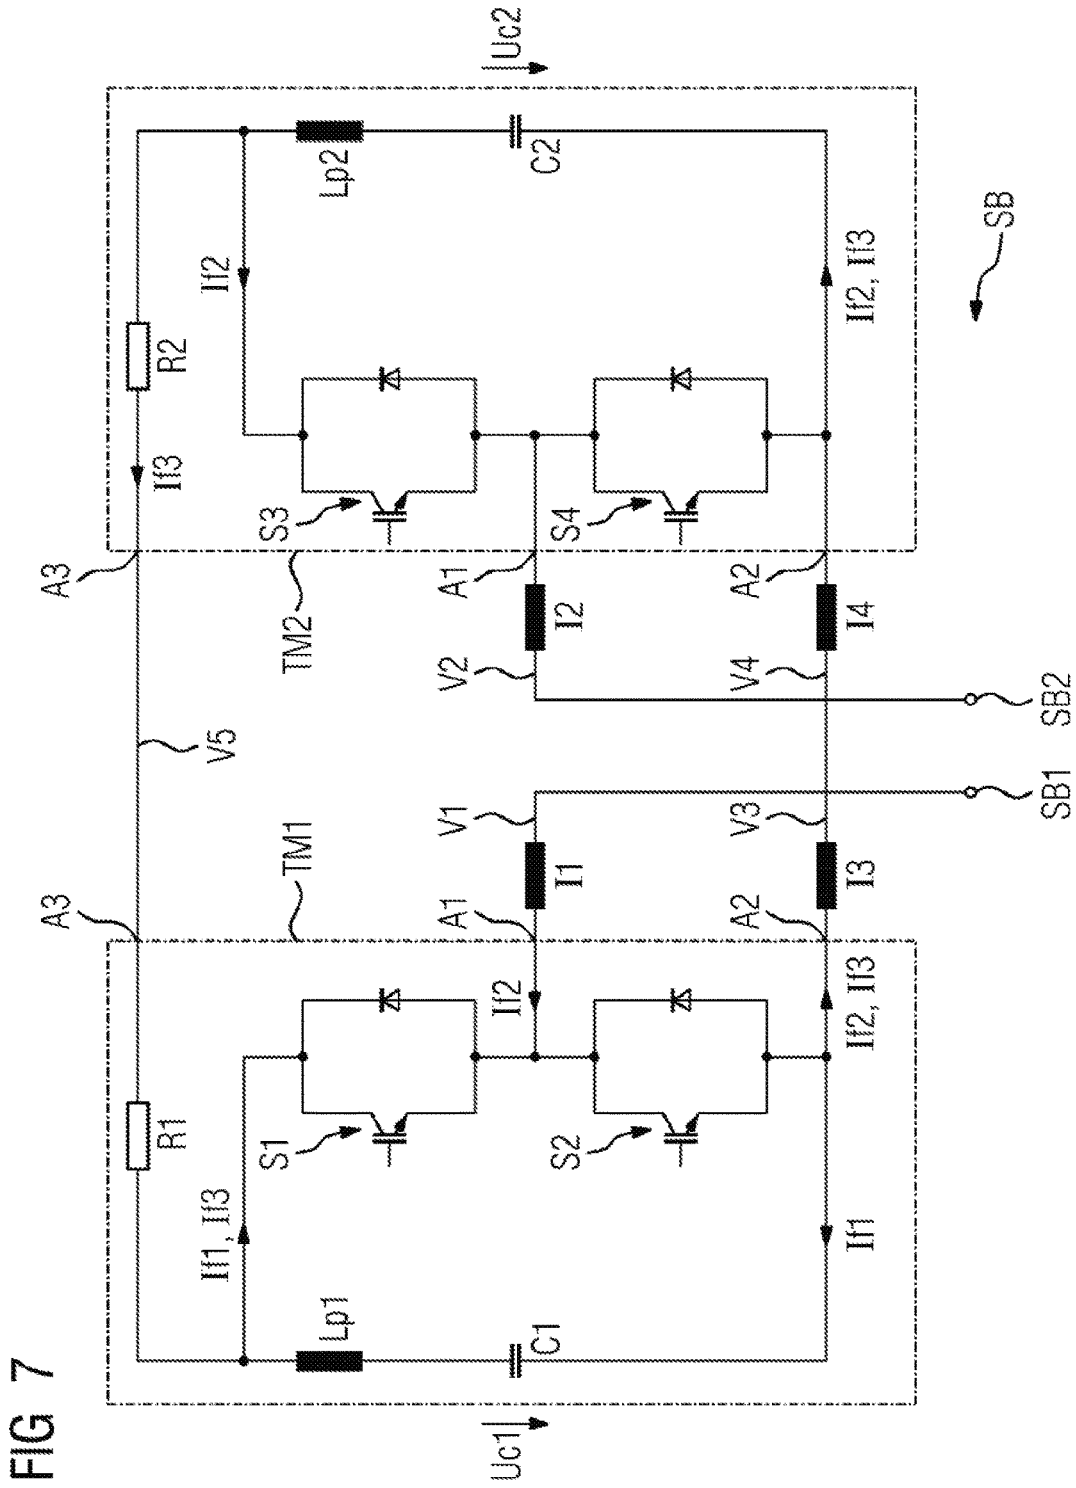 FIG 7
A3
A3
R1
If3
R2
If1, If3
V5
If2
S1
S3
TM1
TM2
Lp1
Lp2
A1
V1
V2
A1
Uc1
If2
Uc2
C1
C2
S2
I1
I2
S4
A2
V3
V4
A2
If1
If2, If3
I3
I4
If2, If3
SB
SB1
SB2